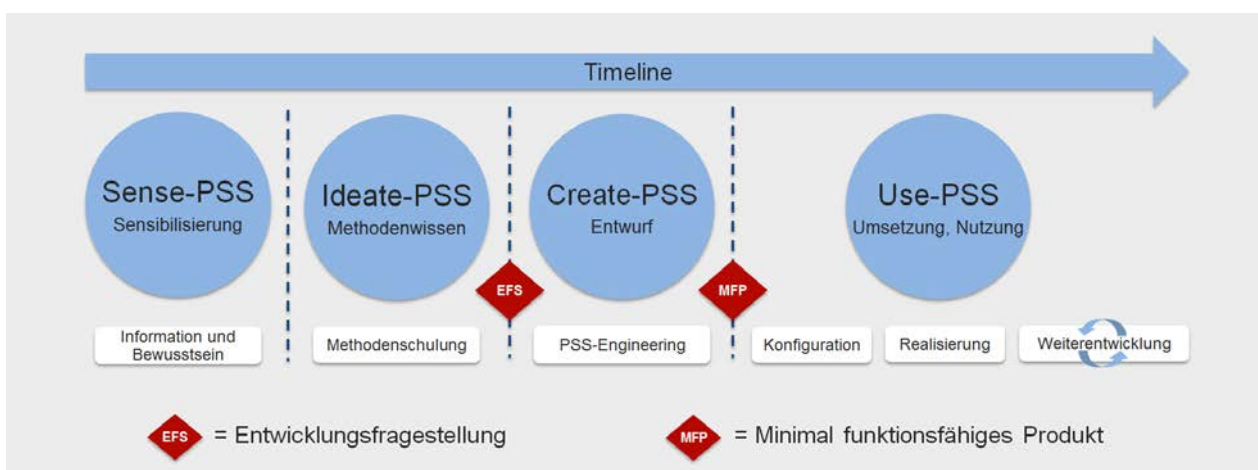 Timeline
Sense-PSS
Sensibilisierung
Ideate-PSS
Methodenwissen
Create-PSS
Entwurf
Use-PSS
Umsetzung, Nutzung
EFS
MFP
Information und
Bewusstsein
Methodenschulung
PSS-Engineering
Konfiguration
Realisierung
Weiterentwicklung
EFS = Entwicklungsfragestellung
MFP = Minimal funktionsfähiges Produkt